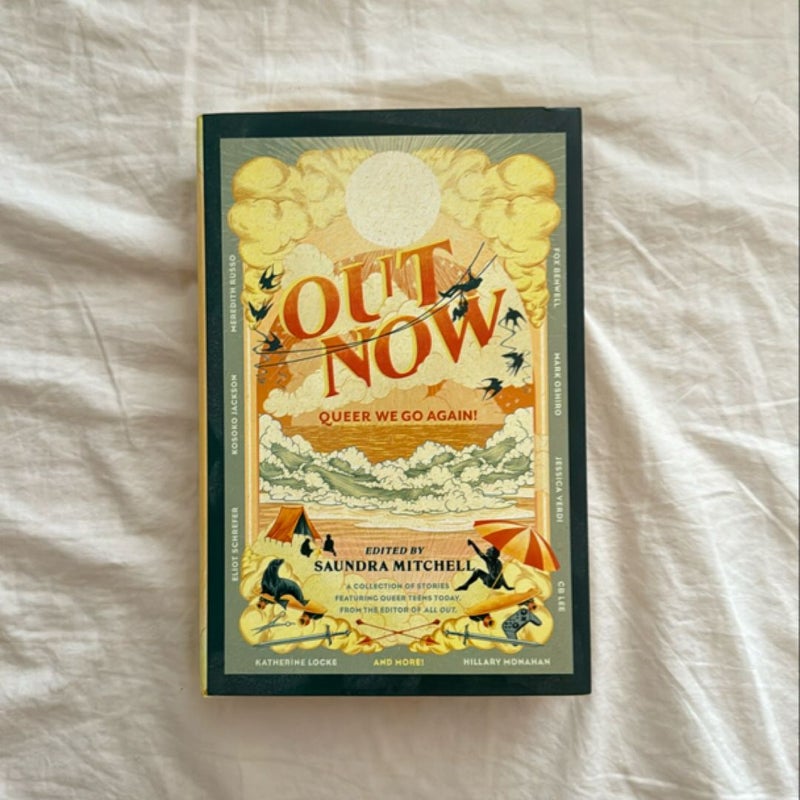 OUT
NOW
QUEER WE GO AGAIN!
EDITED BY
SAUNDRA MITCHELL
A COLLECTION OF STORIES
FEATURING QUEER TEENS TODAY,
FROM THE EDITOR OF ALL OUT.
MEREDITH RUSSO
KOSOKO JACKSON
ELIOT SCHREFER
FOX BENWELL
MARK OSHIRO
JESSICA VERDI
CB LEE
KATHERINE LOCKE
AND MORE!
HILLARY MONAHAN